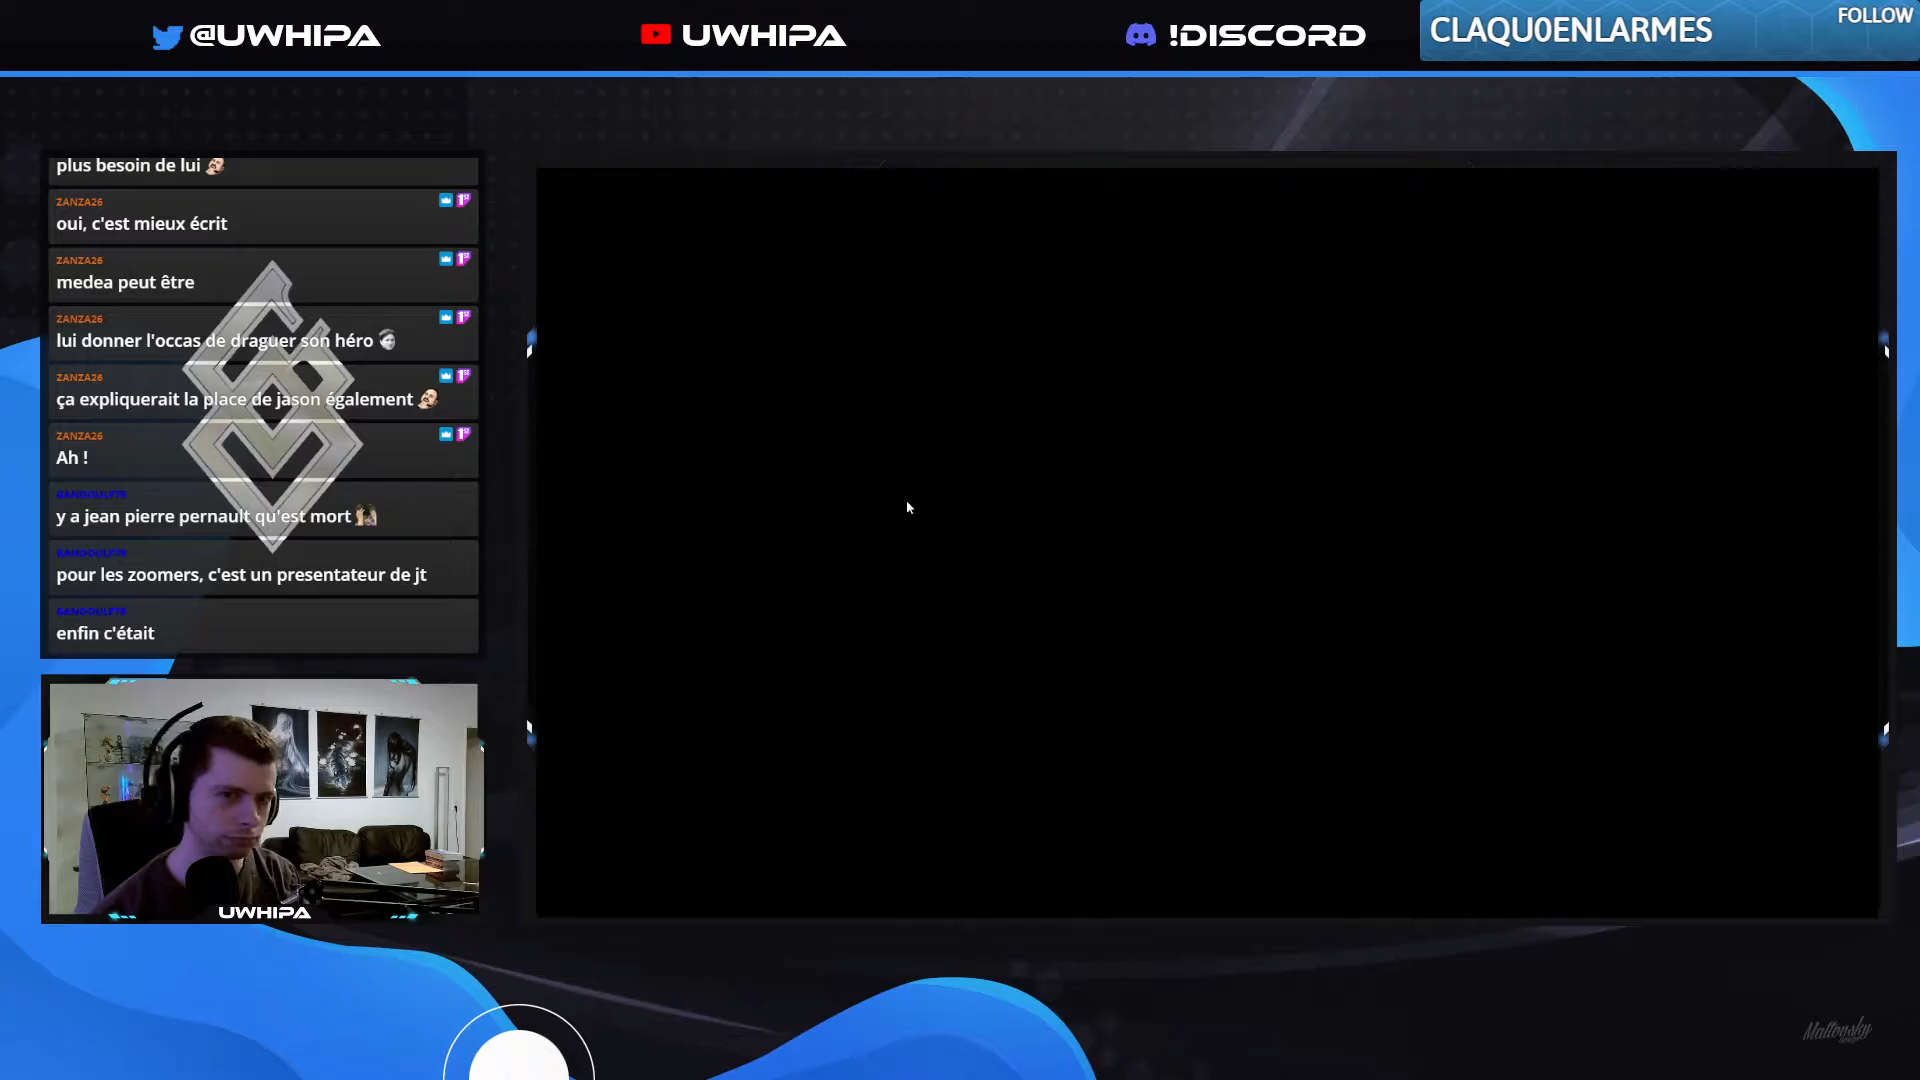 @UWHIPA
UWHIPA
!DISCORD
CLAQU0ENLARMES
FOLLOW
plus besoin de lui
ZANZA26
oui, c'est mieux écrit
ZANZA26
medea peut être
ZANZA26
lui donner l'occas de draguer son héro
ZANZA26
ça expliquerait la place de jason également
ZANZA26
Ah !
y a jean pierre pernault qu'est mort
pour les zoomers, c'est un presentateur de jt
enfin c'était
UWHIPA
Mattovsky